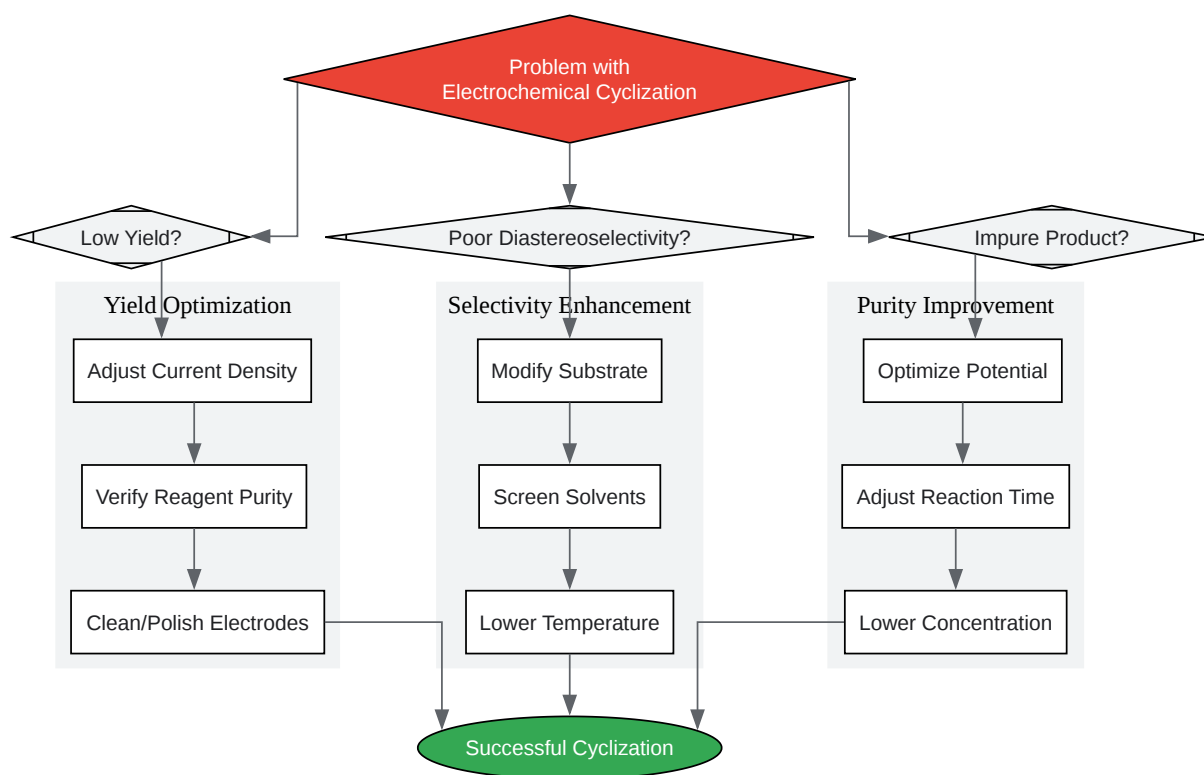 Problem with
Electrochemical Cyclization
Low Yield?
Poor Diastereoselectivity?
Impure Product?
Yield Optimization
Selectivity Enhancement
Purity Improvement
Adjust Current Density
Modify Substrate
Optimize Potential
Verify Reagent Purity
Screen Solvents
Adjust Reaction Time
Clean/Polish Electrodes
Lower Temperature
Lower Concentration
Successful Cyclization